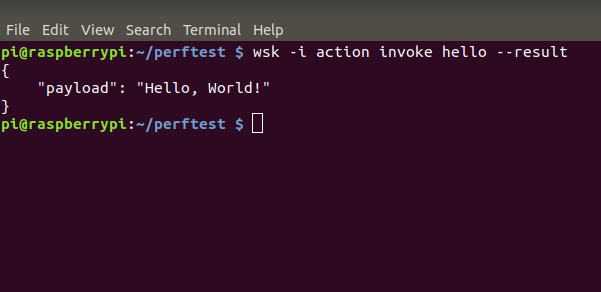 File Edit View Search Terminal Help
pi@raspberrypi:~/perftest $ wsk -i action invoke hello --result
{
    "payload": "Hello, World!"
}
pi@raspberrypi:~/perftest $